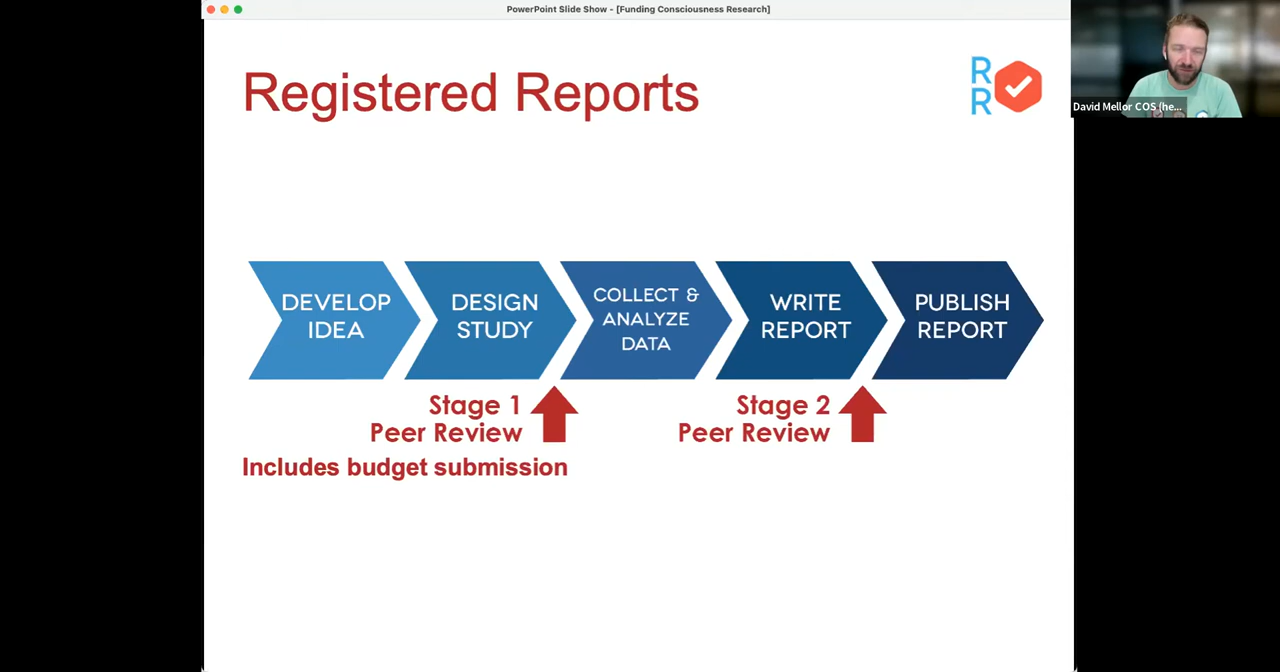 PowerPoint Slide Show - [Funding Consciousness Research]
Registered Reports
R
R
David Mellor COS (he...
DEVELOP
IDEA
DESIGN
STUDY
COLLECT &
ANALYZE
DATA
WRITE
REPORT
PUBLISH
REPORT
Stage 1
Peer Review
Stage 2
Peer Review
Includes budget submission